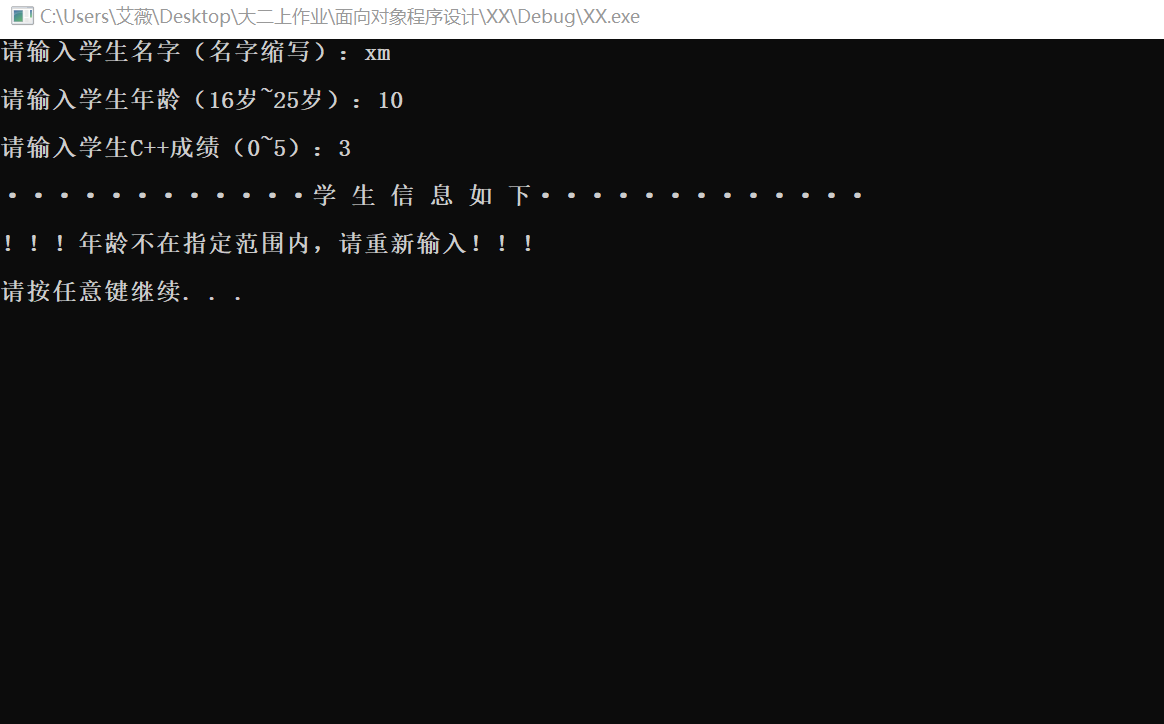 C:\Users\艾薇\Desktop\大二上作业\面向对象程序设计\XX\Debug\XX.exe
请输入学生名字（名字缩写）：xm
请输入学生年龄（16岁~25岁）：10
请输入学生C++成绩（0~5）：3
············学 生 信 息 如 下·············
！！！年龄不在指定范围内，请重新输入！！！
请按任意键继续. . .